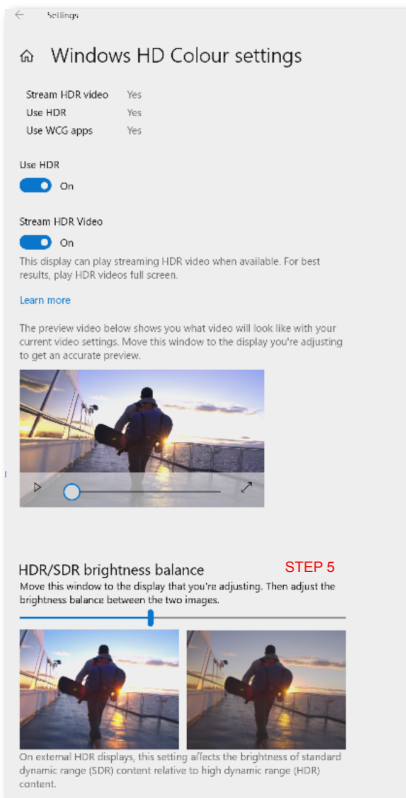 Settings
Windows HD Colour settings
Stream HDR video Yes
Use HDR Yes
Use WCG apps Yes
Use HDR
On
Stream HDR Video
On
This display can play streaming HDR video when available. For best
results, play HDR videos full screen.
Learn more
The preview video below shows you what video will look like with your
current video settings. Move this window to the display you're adjusting
to get an accurate preview.
HDR/SDR brightness balance STEP 5
Move this window to the display that you're adjusting. Then adjust the
brightness balance between the two images.
On external HDR displays, this setting affects the brightness of standard
dynamic range (SDR) content relative to high dynamic range (HDR)
content.